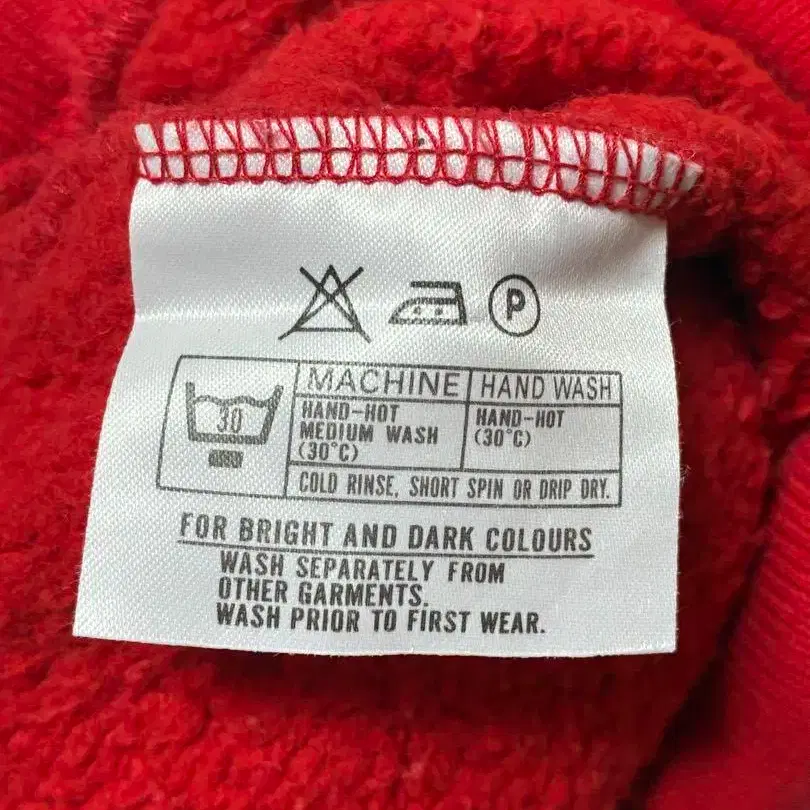 P
MACHINE HAND WASH
30
HAND-HOT
MEDIUM WASH
(30°C)
HAND-HOT
(30°C)
COLD RINSE, SHORT SPIN OR DRIP DRY.
FOR BRIGHT AND DARK COLOURS
WASH SEPARATELY FROM
OTHER GARMENTS.
WASH PRIOR TO FIRST WEAR.